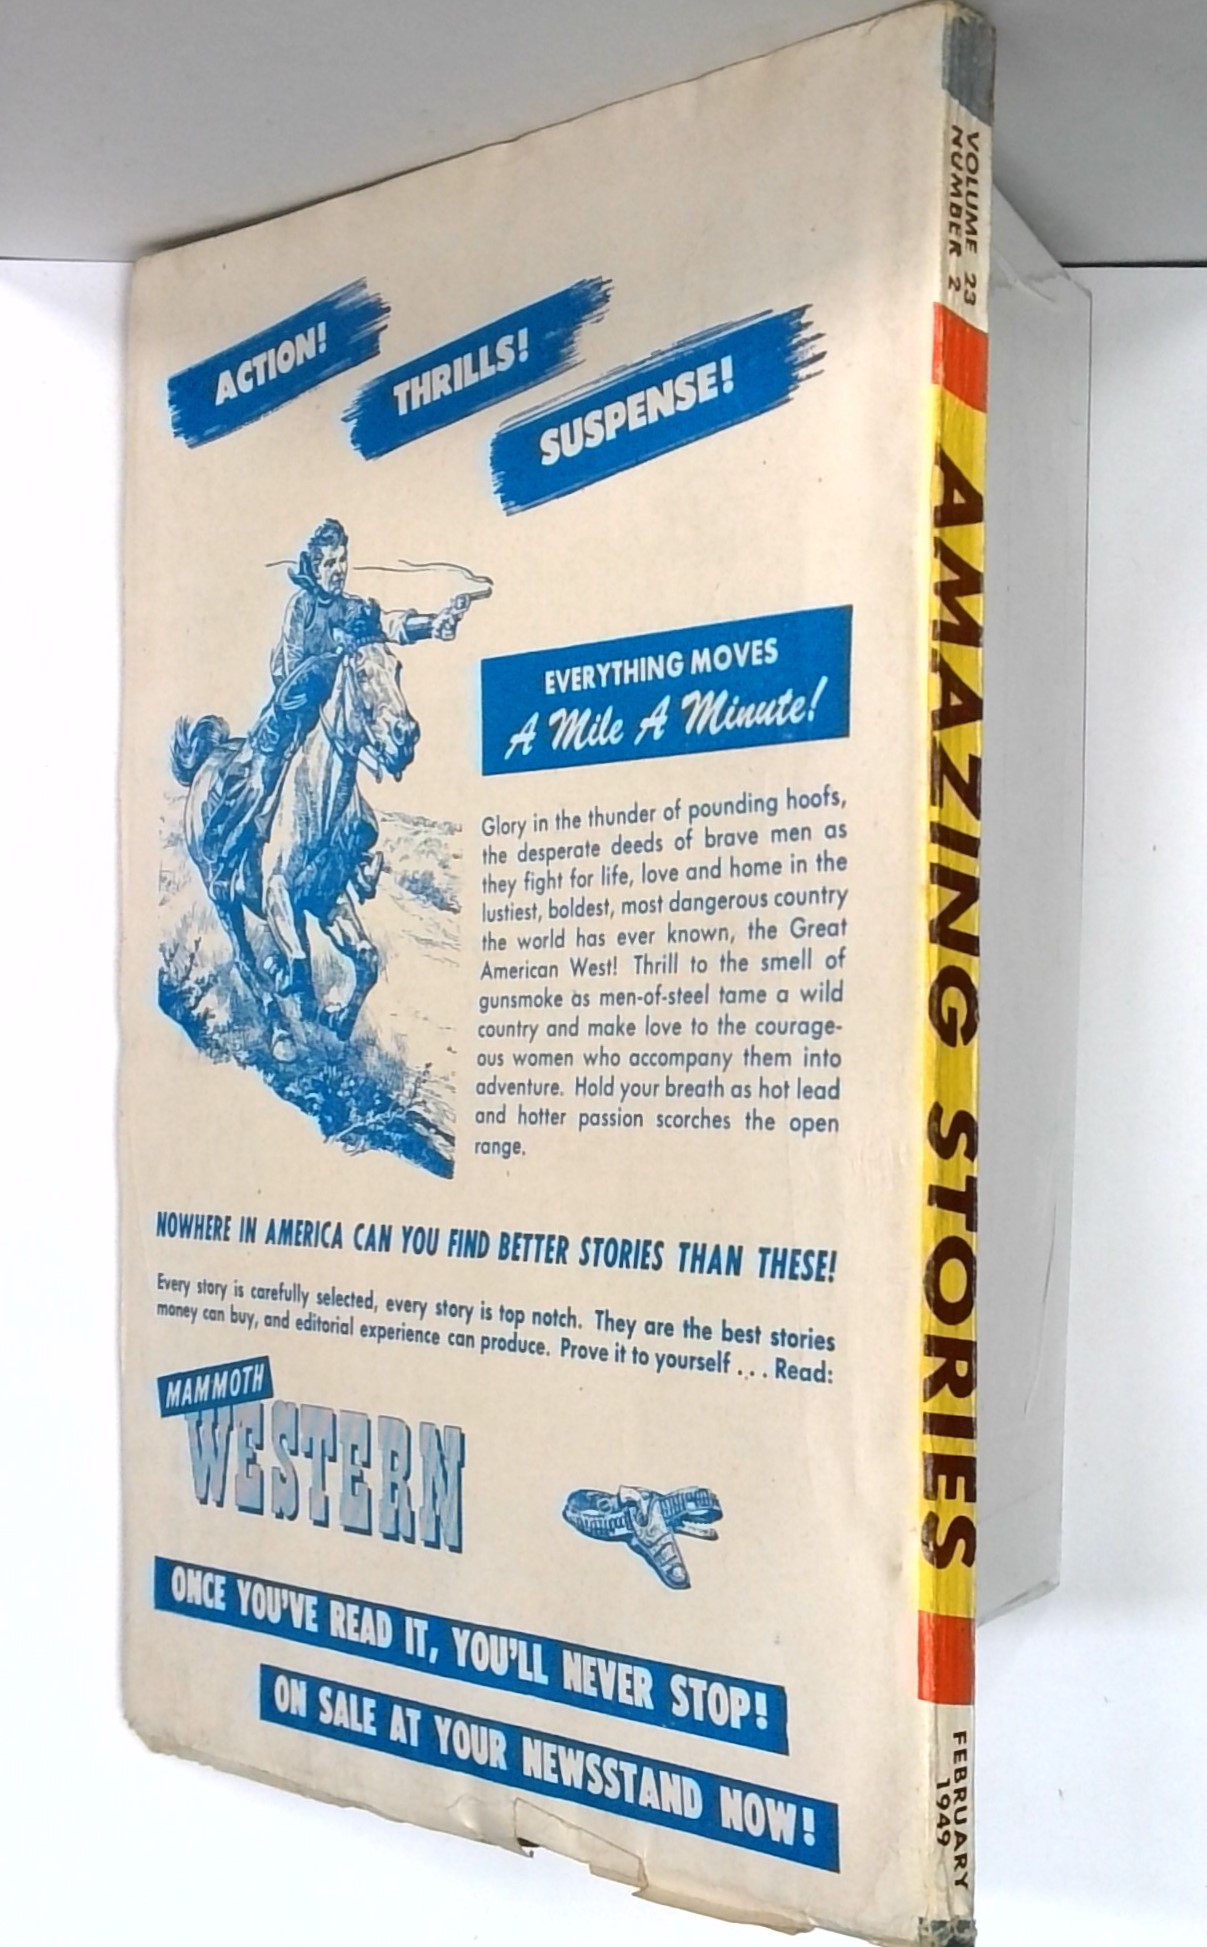 ACTION!
THRILLS!
SUSPENSE!
EVERYTHING MOVES
A Mile A Minute!
Glory in the thunder of pounding hoofs,
the desperate deeds of brave men as
they fight for life, love and home in the
lustiest, boldest, most dangerous country
the world has ever known, the Great
American West! Thrill to the smell of
gunsmoke as men-of-steel tame a wild
country and make love to the courage-
ous women who accompany them into
adventure. Hold your breath as hot lead
and hotter passion scorches the open
range.
NOWHERE IN AMERICA CAN YOU FIND BETTER STORIES THAN THESE!
Every story is carefully selected, every story is top notch. They are the best stories
money can buy, and editorial experience can produce. Prove it to yourself . . . Read:
MAMMOTH
WESTERN
ONCE YOU'VE READ IT, YOU'LL NEVER STOP!
ON SALE AT YOUR NEWSSTAND NOW!
VOLUME 23
NUMBER 2
AMAZING STORIES
FEBRUARY
1949